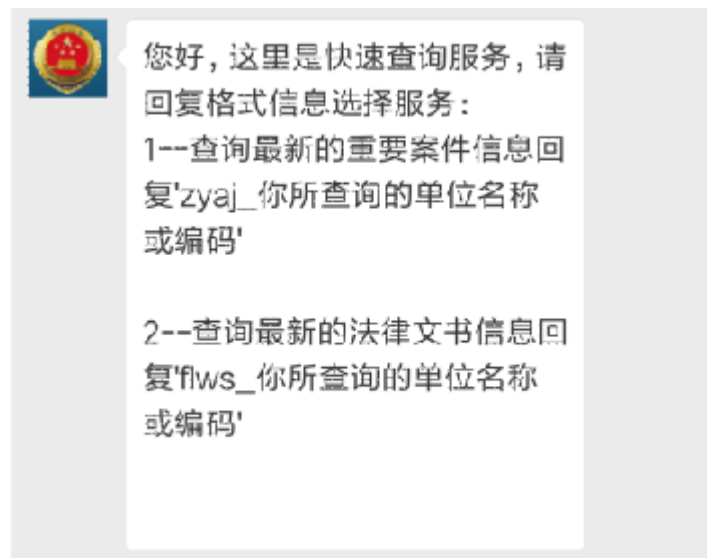 您好，这里是快速查询服务，请
回复格式信息选择服务：
1--查询最新的重要案件信息回
复'zyaj_你所查询的单位名称
或编码'
2--查询最新的法律文书信息回
复'flws_你所查询的单位名称
或编码'